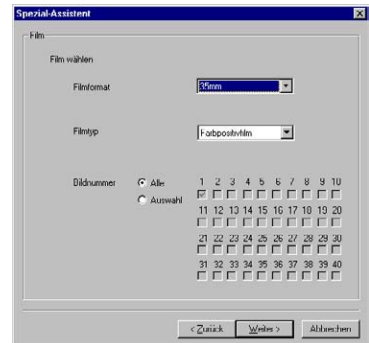 Spezial-Assistent
Film
Film wählen
Filmformat 35mm
Filmtyp Farbpositivfilm
Bildnummer Alle 1 2 3 4 5 6 7 8 9 10
Auswahl
11 12 13 14 15 16 17 18 19 20
21 22 23 24 25 26 27 28 29 30
31 32 33 34 35 36 37 38 39 40
< Zurück Weiter > Abbrechen